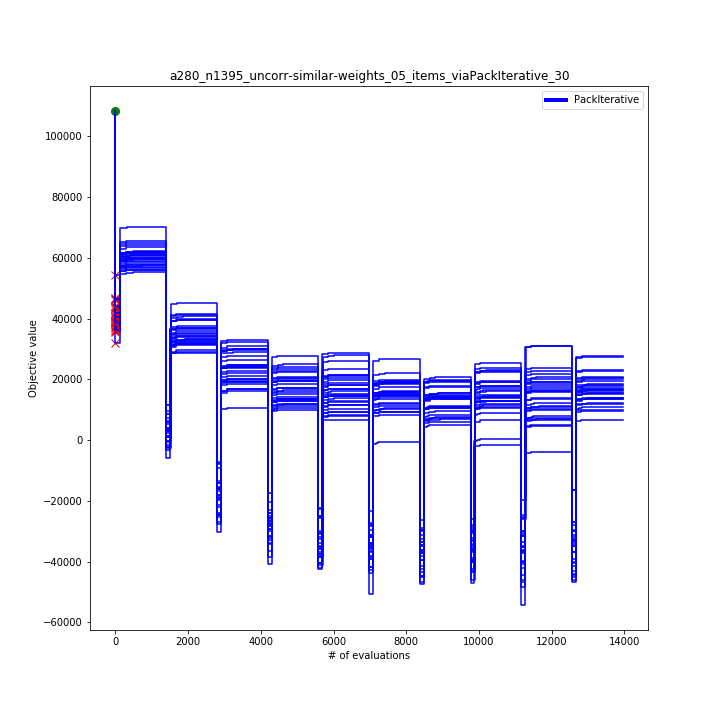 a280_n1395_uncorr-similar-weights_05_items_viaPackIterative_30
PackIterative
100000
80000
60000
40000
20000
0
−20000
−40000
−60000
Objective value
0 2000 4000 6000 8000 10000 12000 14000
# of evaluations